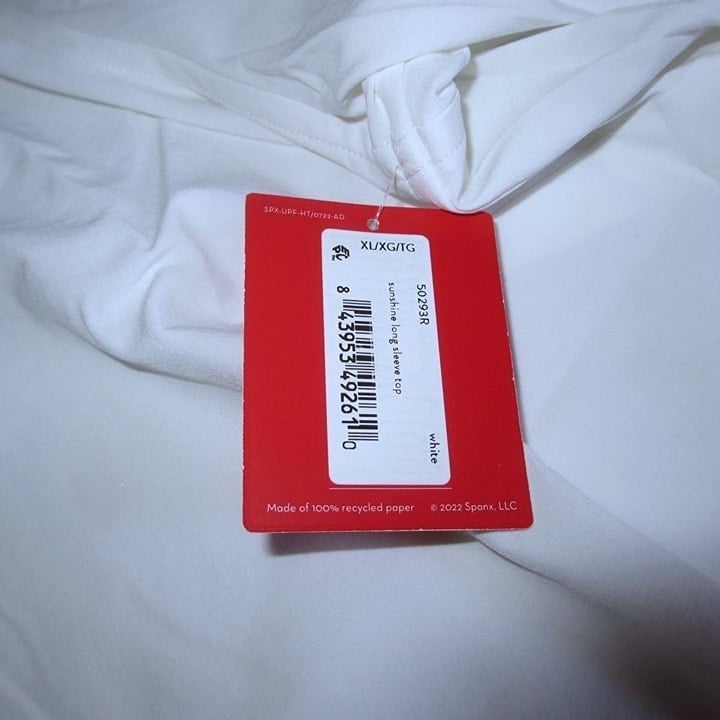 SPX-UPF-HT/0722-AD
XL/XG/TG
50293R
sunshine long sleeve top
white
8 43953 49261 0
Made of 100% recycled paper © 2022 Spanx, LLC